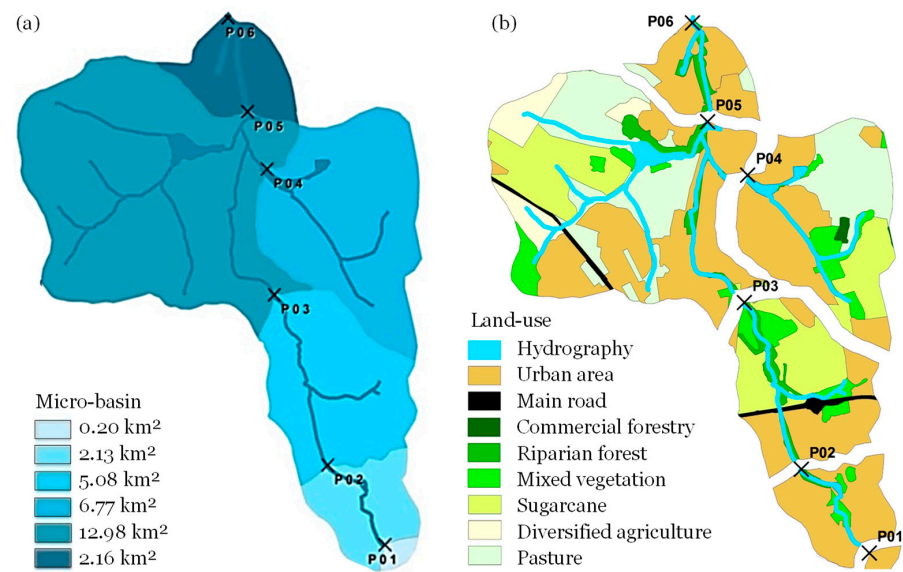 (a)
P06
P05
P04
P03
P02
P01
Micro-basin
0.20 km²
2.13 km²
5.08 km²
6.77 km²
12.98 km²
2.16 km²
(b)
P06
P05
P04
P03
P02
P01
Land-use
Hydrography
Urban area
Main road
Commercial forestry
Riparian forest
Mixed vegetation
Sugarcane
Diversified agriculture
Pasture